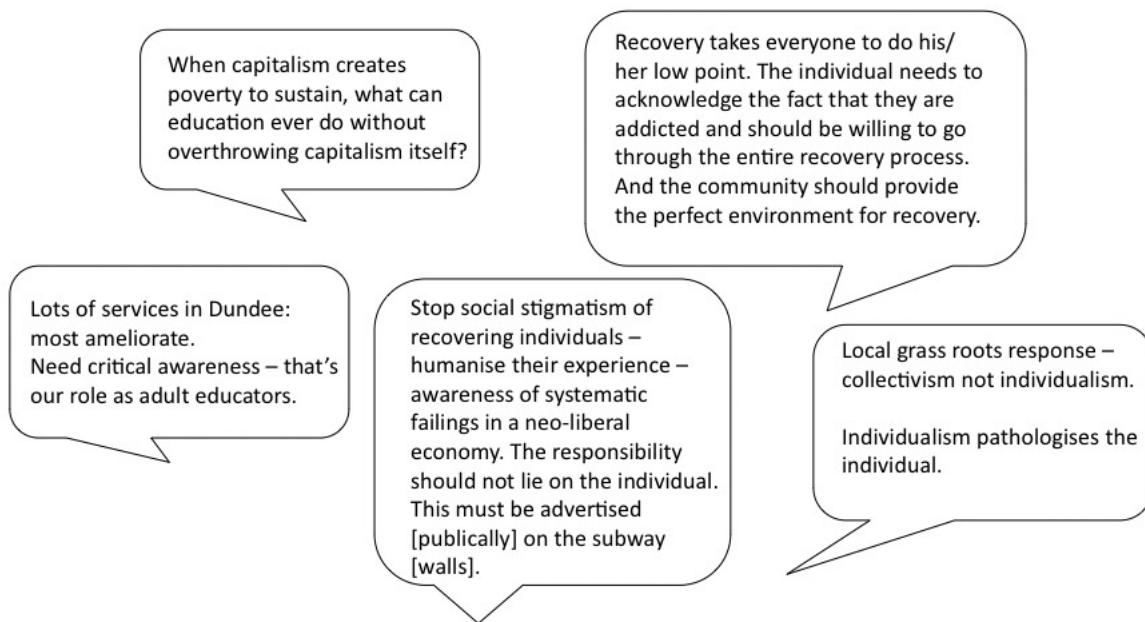 When capitalism creates
poverty to sustain, what can
education ever do without
overthrowing capitalism itself?
Recovery takes everyone to do his/
her low point. The individual needs to
acknowledge the fact that they are
addicted and should be willing to go
through the entire recovery process.
And the community should provide
the perfect environment for recovery.
Lots of services in Dundee:
most ameliorate.
Need critical awareness – that’s
our role as adult educators.
Stop social stigmatism of
recovering individuals –
humanise their experience –
awareness of systematic
failings in a neo-liberal
economy. The responsibility
should not lie on the individual.
This must be advertised
[publically] on the subway
[walls].
Local grass roots response –
collectivism not individualism.
Individualism pathologises the
individual.